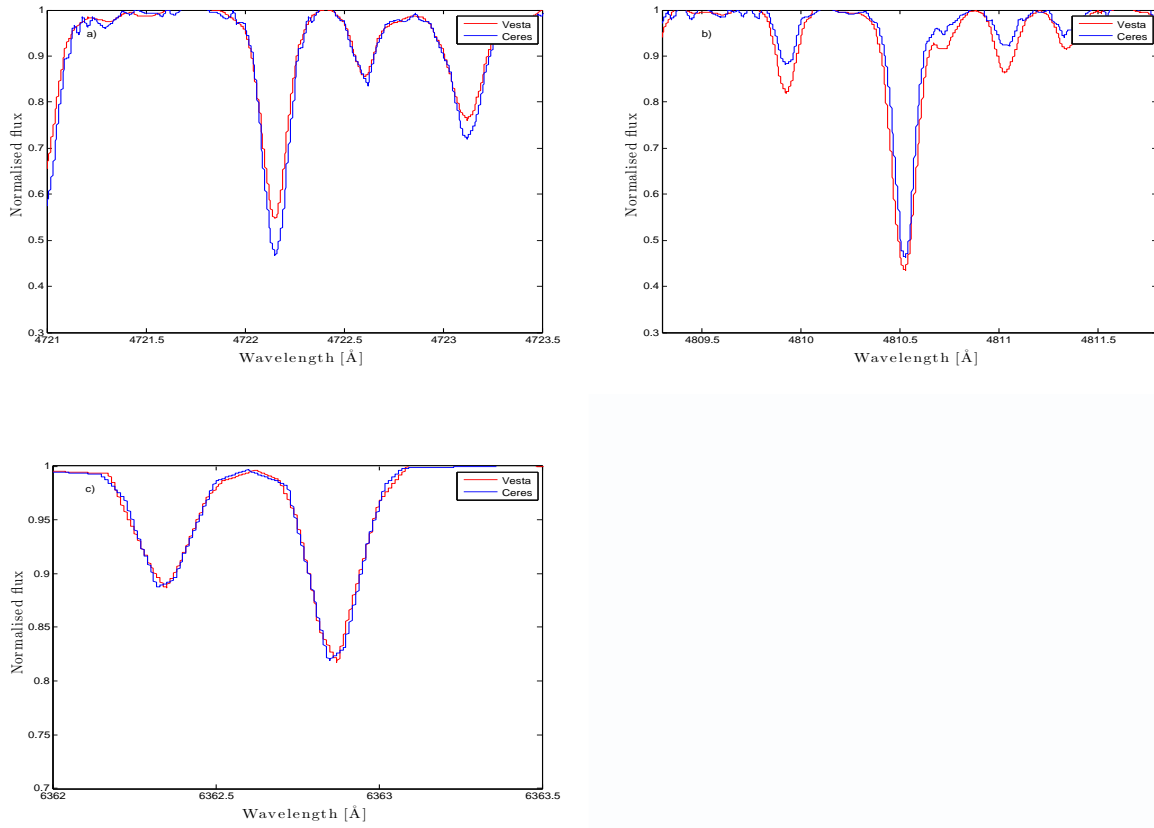 1
0.9
0.8
0.7
0.6
0.5
0.4
0.3
Normalised flux
a)
Vesta
Ceres
4721
4721.5
4722
4722.5
4723
4723.5
Wavelength [Å]
1
0.9
0.8
0.7
0.6
0.5
0.4
0.3
Normalised flux
b)
Vesta
Ceres
4809.5
4810
4810.5
4811
4811.5
Wavelength [Å]
1
0.95
0.9
0.85
0.8
0.75
0.7
Normalised flux
c)
Vesta
Ceres
6362
6362.5
6363
6363.5
Wavelength [Å]